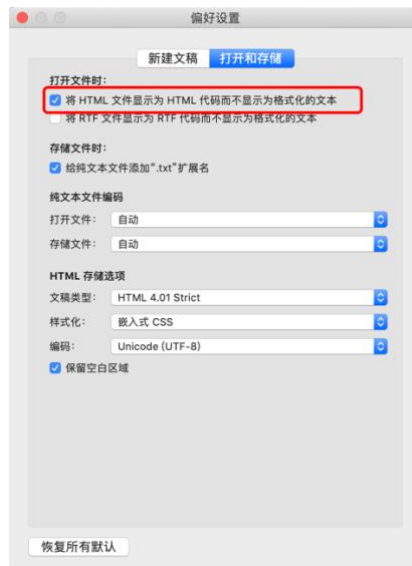 偏好设置
新建文稿 打开和存储
打开文件时:
将 HTML 文件显示为 HTML 代码而不显示为格式化的文本
将 RTF 文件显示为 RTF 代码而不显示为格式化的文本
存储文件时:
给纯文本文件添加“.txt”扩展名
纯文本文件编码
打开文件: 自动
存储文件: 自动
HTML 存储选项
文稿类型: HTML 4.01 Strict
样式化: 嵌入式 CSS
编码: Unicode (UTF-8)
保留空白区域
恢复所有默认